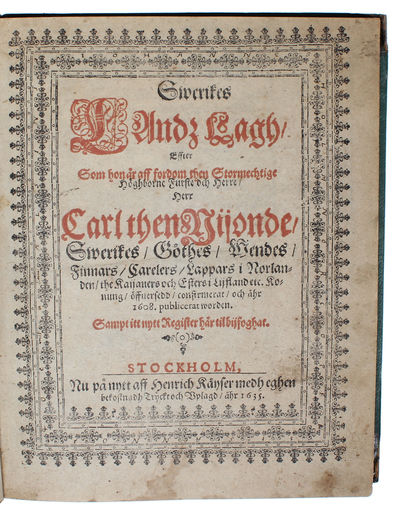 Swerikes
LAndz Lagh/
Effter
Som hon är aff fordom then Stormechtige
Höghborne Furste och Herre/
Herr
Carl then Nijonde/
Swerikes/Göthes/Wendes/
Finnars/Carelers/Lappars i Norlan-
den/the Kaijaners och Esters i Lijfland etc. Ko-
nung/öffuersedd/confirmerat/och åhr
1608. publicerat worden.
Sampt itt nytt Register här til bijfoghat.
(o)
STOCKHOLM,
Nu på nytt aff Henrich Käyser medh eghen
bekostnadh Tryckt och Vplagd/åhr 1635.